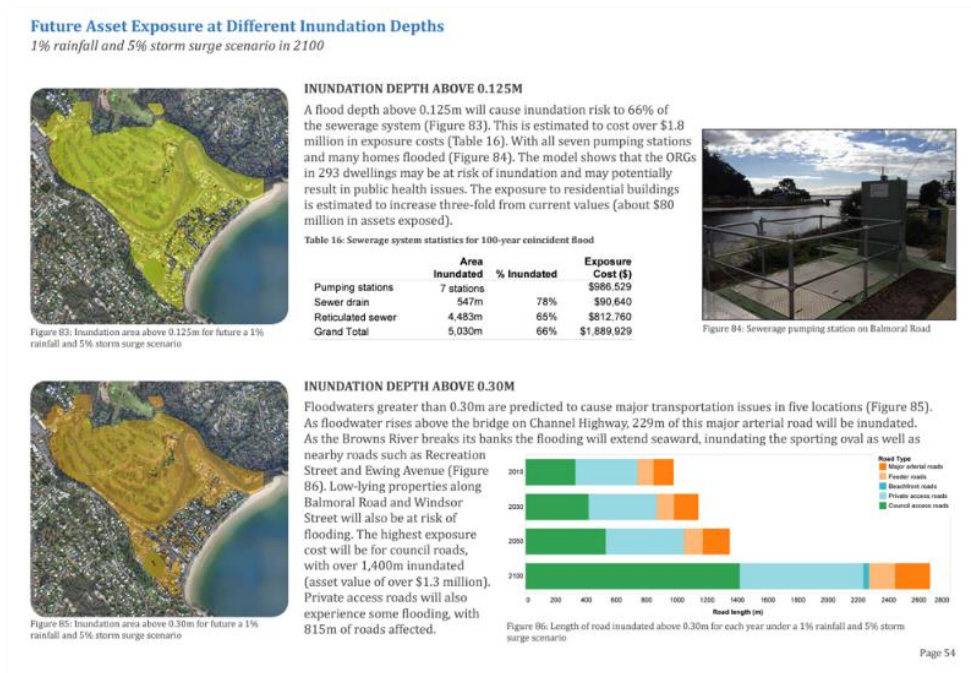 Future Asset Exposure at Different Inundation Depths
1% rainfall and 5% storm surge scenario in 2100
INUNDATION DEPTH ABOVE 0.125M
A flood depth above 0.125m will cause inundation risk to 66% of
the sewerage system (Figure 83). This is estimated to cost over $1.8
million in exposure costs (Table 16). With all seven pumping stations
and many homes flooded (Figure 84). The model shows that the ORGs
in 293 dwellings may be at risk of inundation and may potentially
result in public health issues. The exposure to residential buildings
is estimated to increase three-fold from current values (about $80
million in assets exposed).
Table 16: Sewerage system statistics for 100-year coincident flood
Area Inundated % Inundated Exposure Cost ($)
Pumping stations 7 stations $986,529
Sewer drain 547m 78% $90,640
Reticulated sewer 4,483m 65% $812,760
Grand Total 5,030m 66% $1,889,929
Figure 83: Inundation area above 0.125m for future a 1%
rainfall and 5% storm surge scenario
Figure 84: Sewerage pumping station on Balmoral Road
INUNDATION DEPTH ABOVE 0.30M
Floodwaters greater than 0.30m are predicted to cause major transportation issues in five locations (Figure 85).
As floodwater rises above the bridge on Channel Highway, 229m of this major arterial road will be inundated.
As the Browns River breaks its banks the flooding will extend seaward, inundating the sporting oval as well as
nearby roads such as Recreation
Street and Ewing Avenue (Figure
86). Low-lying properties along
Balmoral Road and Windsor
Street will also be at risk of
flooding. The highest exposure
cost will be for council roads,
with over 1,400m inundated
(asset value of over $1.3 million).
Private access roads will also
experience some flooding, with
815m of roads affected.
Road Type
Major arterial roads
Feeder roads
Beachfront roads
Private access roads
Council access roads
2010
2030
2050
2100
0 200 400 600 800 1000 1200 1400 1600 1800 2000 2200 2400 2600 2800
Road length (m)
Figure 85: Inundation area above 0.30m for future a 1%
rainfall and 5% storm surge scenario
Figure 86: Length of road inundated above 0.30m for each year under a 1% rainfall and 5% storm
surge scenario
Page 54